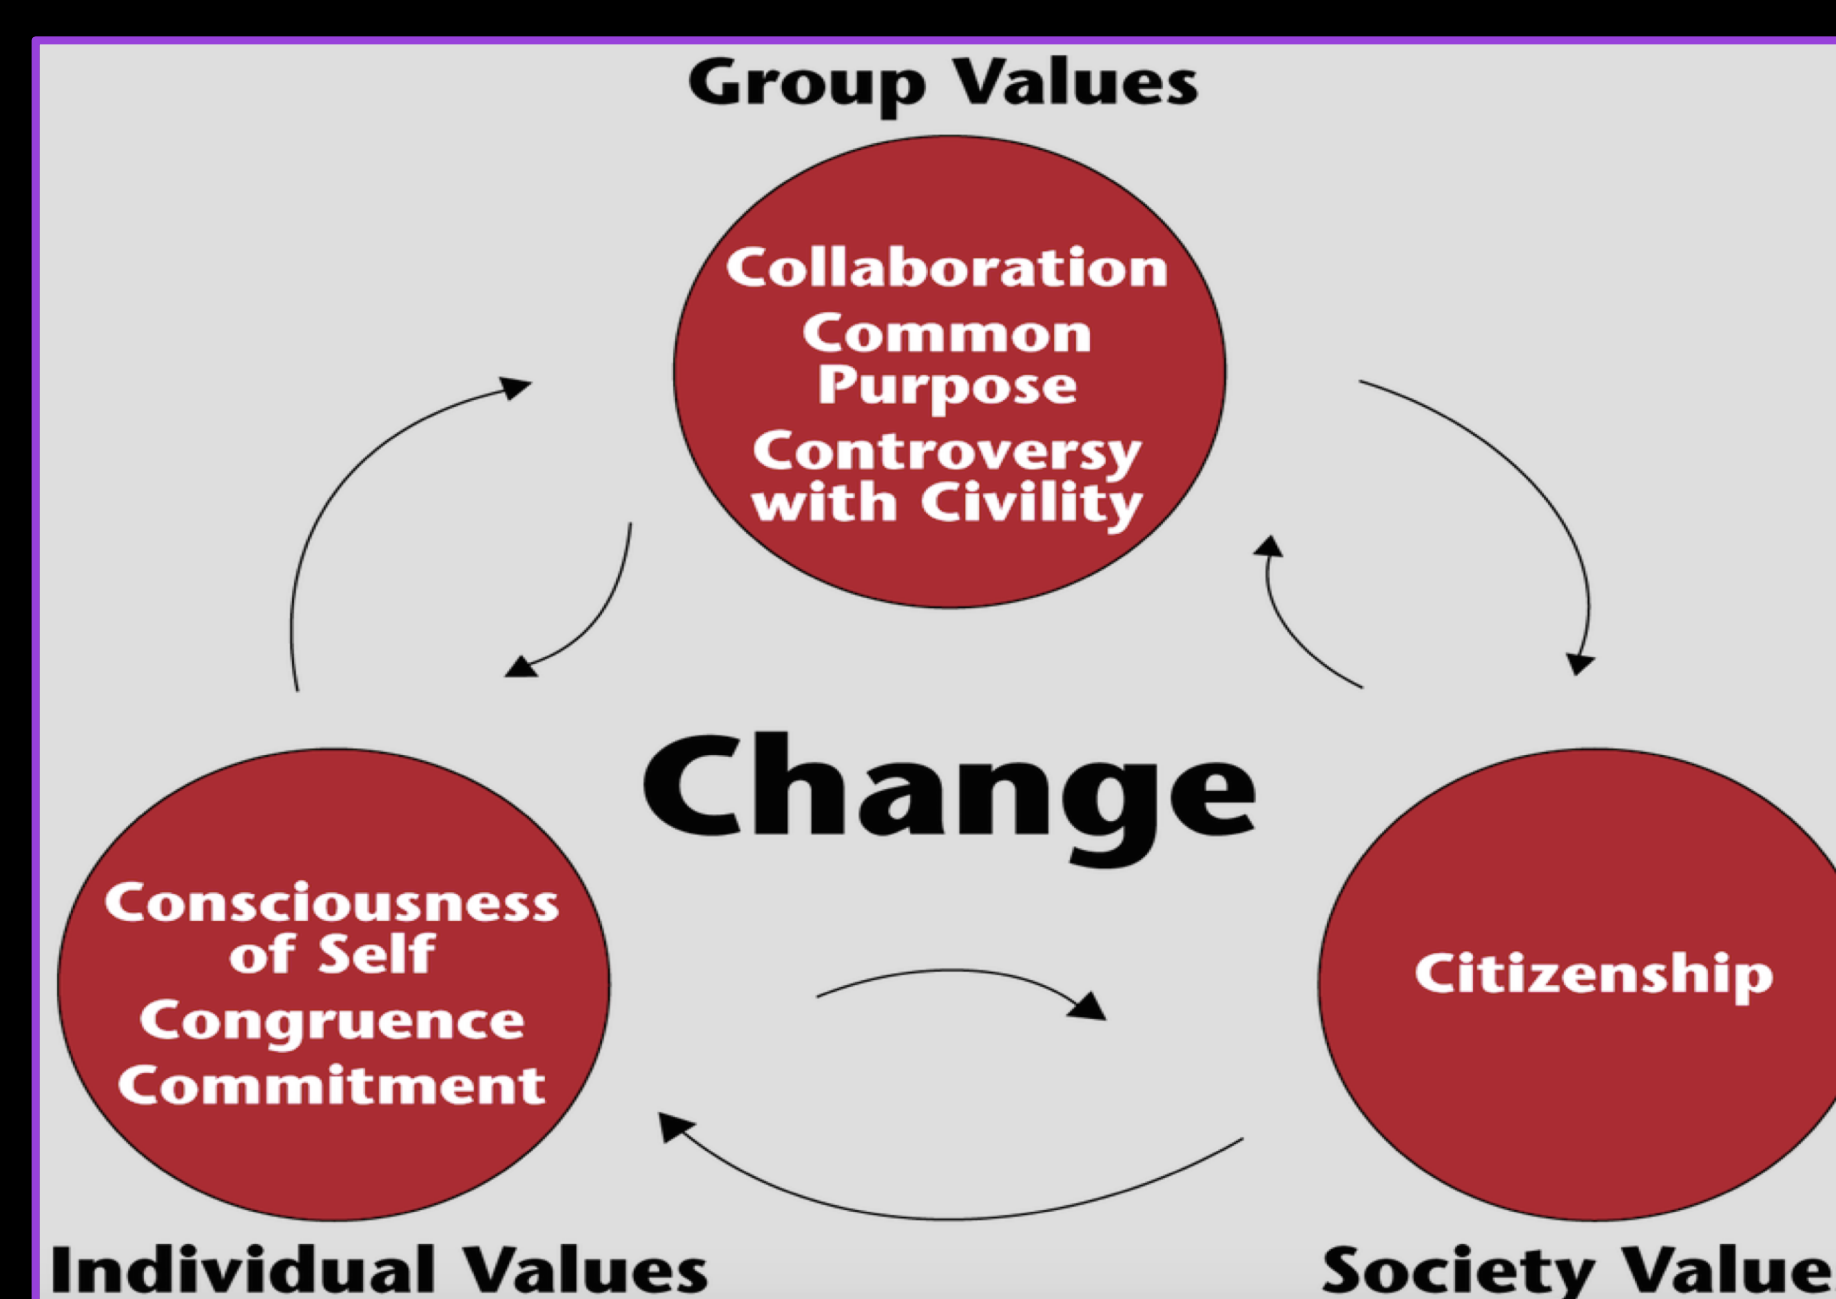 Group Values
Collaboration
Common
Purpose
Controversy
with Civility
Change
Consciousness
of Self
Congruence
Commitment
Citizenship
Individual Values
Society Value